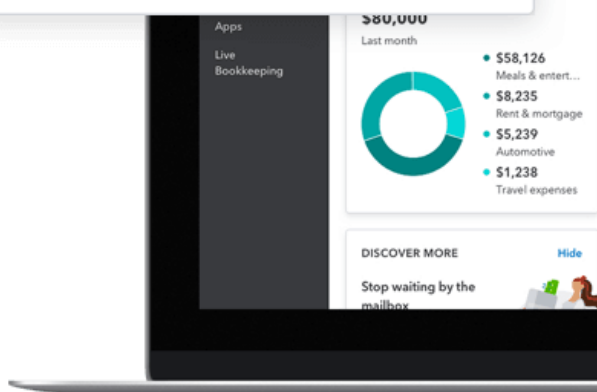 $80,000
Apps
Last month
Live
Bookkeeping
$58,126
Meals & entert...
$8,235
Rent & mortgage
$5,239
Automotive
$1,238
Travel expenses
DISCOVER MORE
Hide
Stop waiting by the
mailbox